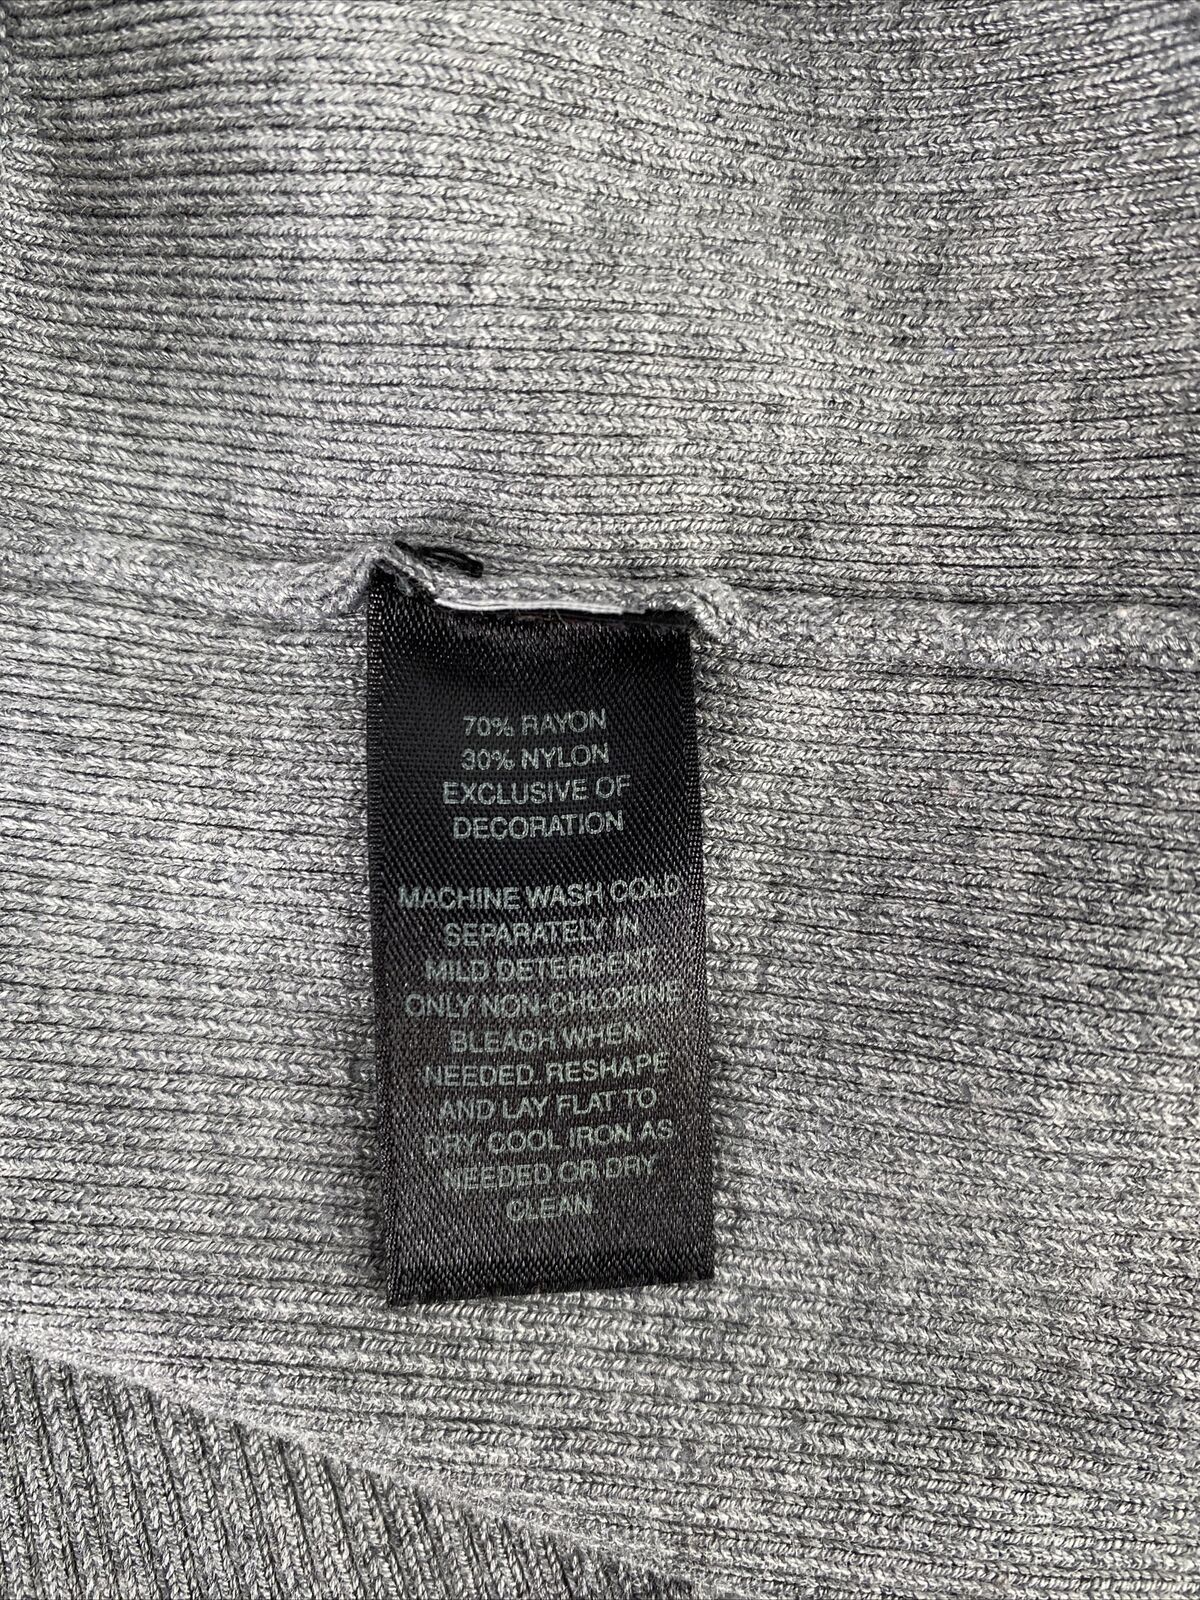 70% RAYON
30% NYLON
EXCLUSIVE OF
DECORATION
MACHINE WASH COLD
SEPARATELY IN
MILD DETERGENT
ONLY NON-CHLORINE
BLEACH WHEN
NEEDED RESHAPE
AND LAY FLAT TO
DRY COOL IRON AS
NEEDED OR DRY
CLEAN